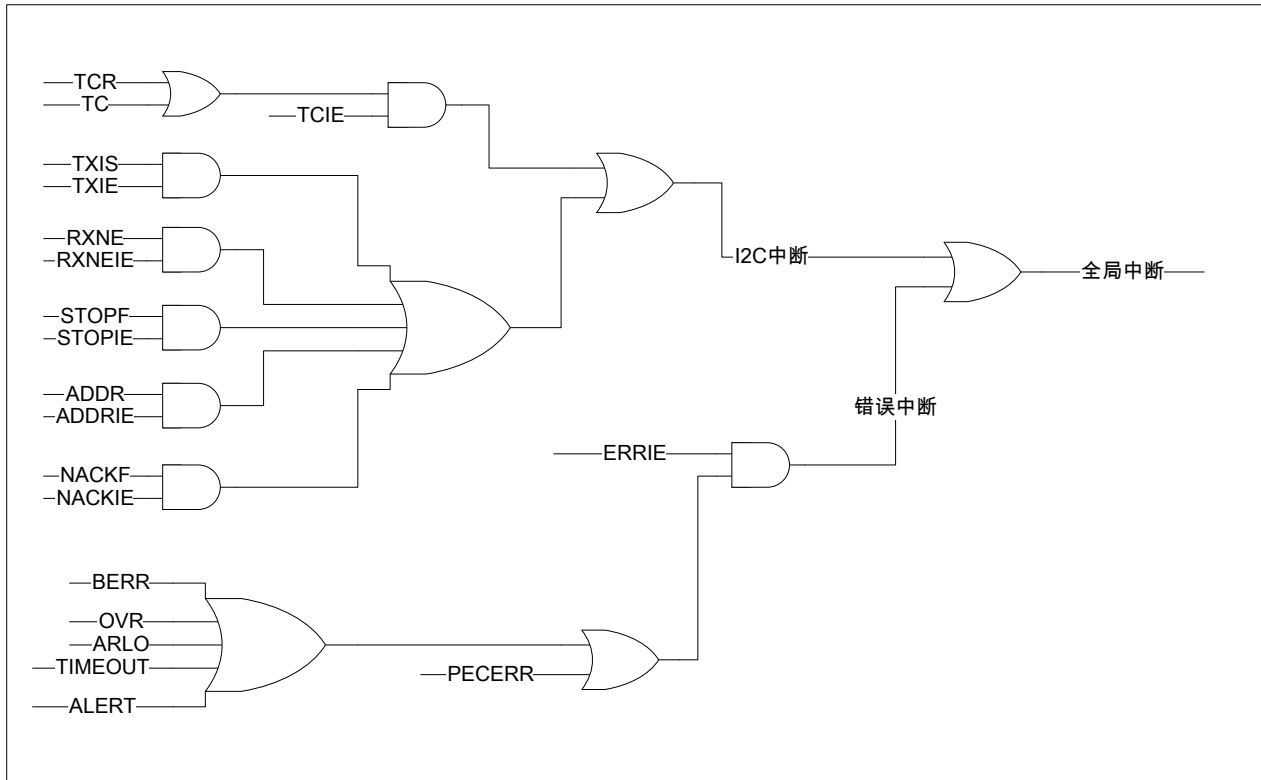 TCR
TC
TCIE
TXIS
TXIE
RXNE
RXNEIE
I2C中断
全局中断
STOPF
STOPIE
ADDR
ADDRIE
错误中断
ERRIE
NACKF
NACKIE
BERR
OVR
ARLO
TIMEOUT
PECERR
ALERT